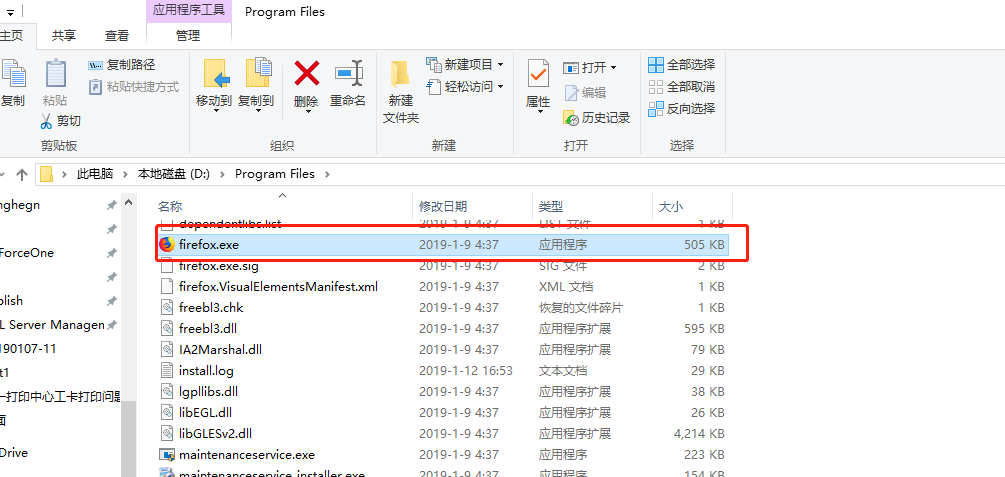 应用程序工具 Program Files
主页 共享 查看 管理
复制 粘贴 复制路径 粘贴快捷方式 剪切
移动到 复制到 删除 重命名
新建 文件夹 新建项目 轻松访问
属性 打开 编辑 历史记录
全部选择 全部取消 反向选择
剪贴板 组织 新建 打开 选择
此电脑 本地磁盘 (D:) Program Files
名称 修改日期 类型 大小
dependentlibs.list 2019-1-9 4:37 LIST 文件 1 KB
firefox.exe 2019-1-9 4:37 应用程序 505 KB
firefox.exe.sig 2019-1-9 4:37 SIG 文件 2 KB
firefox.VisualElementsManifest.xml 2019-1-9 4:37 XML 文档 1 KB
freebl3.chk 2019-1-9 4:37 恢复的文件碎片 1 KB
freebl3.dll 2019-1-9 4:37 应用程序扩展 595 KB
IA2Marshal.dll 2019-1-9 4:37 应用程序扩展 79 KB
install.log 2019-1-12 16:53 文本文档 29 KB
lgpllibs.dll 2019-1-9 4:37 应用程序扩展 38 KB
libEGL.dll 2019-1-9 4:37 应用程序扩展 26 KB
libGLESv2.dll 2019-1-9 4:37 应用程序扩展 4,214 KB
maintenanceservice.exe 2019-1-9 4:37 应用程序 223 KB
maintenanceservice_installer.exe 2019-1-9 4:37 应用程序 154 KB
nghegn
ForceOne
blish
L Server Managen
190107-11
t1
一打印中心工卡打印问题
面
Drive